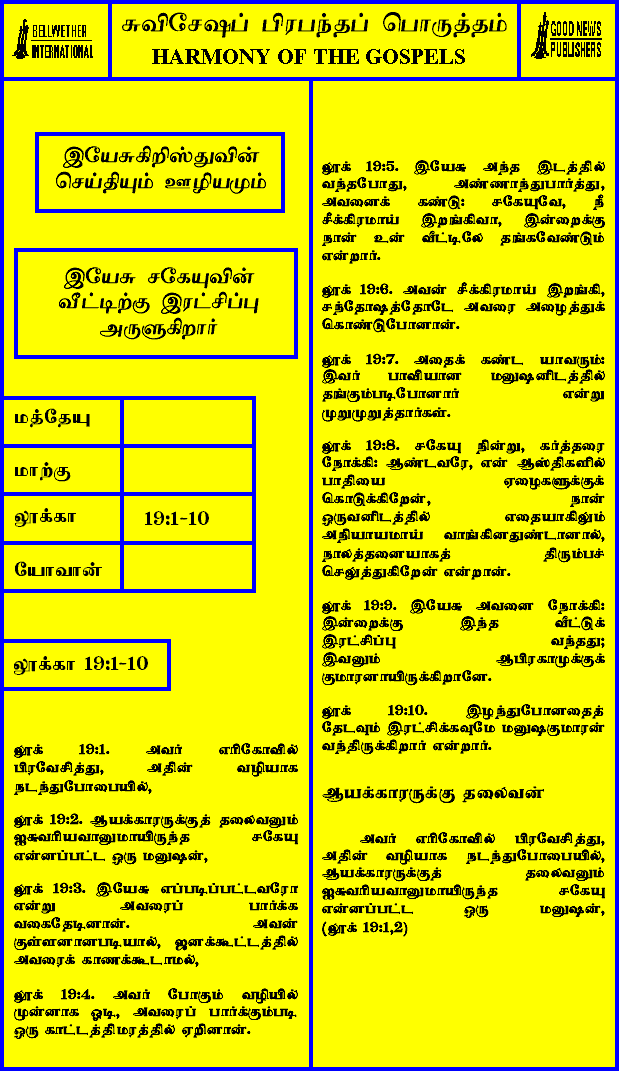 BELLWETHER
INTERNATIONAL
சுவிசேஷப் பிரபந்தப் பொருத்தம்
HARMONY OF THE GOSPELS
GOOD NEWS
PUBLISHERS
இயேசுகிறிஸ்துவின்
செய்தியும் ஊழியமும்
இயேசு சகேயுவின்
வீட்டிற்கு இரட்சிப்பு
அருளுகிறார்
மத்தேயு
மாற்கு
லூக்கா 19:1-10
யோவான்
லூக்கா 19:1-10
லூக் 19:1. அவர் எரிகோவில்
பிரவேசித்து, அதின் வழியாக
நடந்துபோகையில்,
லூக் 19:2. ஆயக்காரருக்குத் தலைவனும்
ஐசுவரியவானுமாயிருந்த சகேயு
என்னப்பட்ட ஒரு மனுஷன்,
லூக் 19:3. இயேசு எப்படிப்பட்டவரோ
என்று அவரைப் பார்க்க
வகைதேடினான். அவன்
குள்ளனானபடியால், ஜனக்கூட்டத்தில்
அவரைக் காணக்கூடாமல்,
லூக் 19:4. அவர் போகும் வழியில்
முன்னாக ஓடி, அவரைப் பார்க்கும்படி
ஒரு காட்டத்திமரத்தில் ஏறினான்.
லூக் 19:5. இயேசு அந்த இடத்தில்
வந்தபோது, அண்ணாந்துபார்த்து,
அவனைக் கண்டு: சகேயுவே, நீ
சீக்கிரமாய் இறங்கிவா, இன்றைக்கு
நான் உன் வீட்டிலே தங்கவேண்டும்
என்றார்.
லூக் 19:6. அவன் சீக்கிரமாய் இறங்கி,
சந்தோஷத்தோடே அவரை அழைத்துக்
கொண்டுபோனான்.
லூக் 19:7. அதைக் கண்ட யாவரும்:
இவர் பாவியான மனுஷனிடத்தில்
தங்கும்படிபோனார் என்று
முறுமுறுத்தார்கள்.
லூக் 19:8. சகேயு நின்று, கர்த்தரை
நோக்கி: ஆண்டவரே, என் ஆஸ்திகளில்
பாதியை ஏழைகளுக்குக்
கொடுக்கிறேன், நான்
ஒருவனிடத்தில் எதையாகிலும்
அநியாயமாய் வாங்கினதுண்டானால்,
நாலத்தனையாகத் திரும்பச்
செலுத்துகிறேன் என்றான்.
லூக் 19:9. இயேசு அவனை நோக்கி:
இன்றைக்கு இந்த வீட்டுக்கு
இரட்சிப்பு வந்தது;
இவனும் ஆபிரகாமுக்குக்
குமாரனாயிருக்கிறானே.
லூக் 19:10. இழந்துபோனதைத்
தேடவும் இரட்சிக்கவுமே மனுஷகுமாரன்
வந்திருக்கிறார் என்றார்.
ஆயக்காரருக்கு தலைவன்
அவர் எரிகோவில் பிரவேசித்து,
அதின் வழியாக நடந்துபோகையில்,
ஆயக்காரருக்குத் தலைவனும்
ஐசுவரியவானுமாயிருந்த சகேயு
என்னப்பட்ட ஒரு மனுஷன்,
(லூக் 19:1,2)